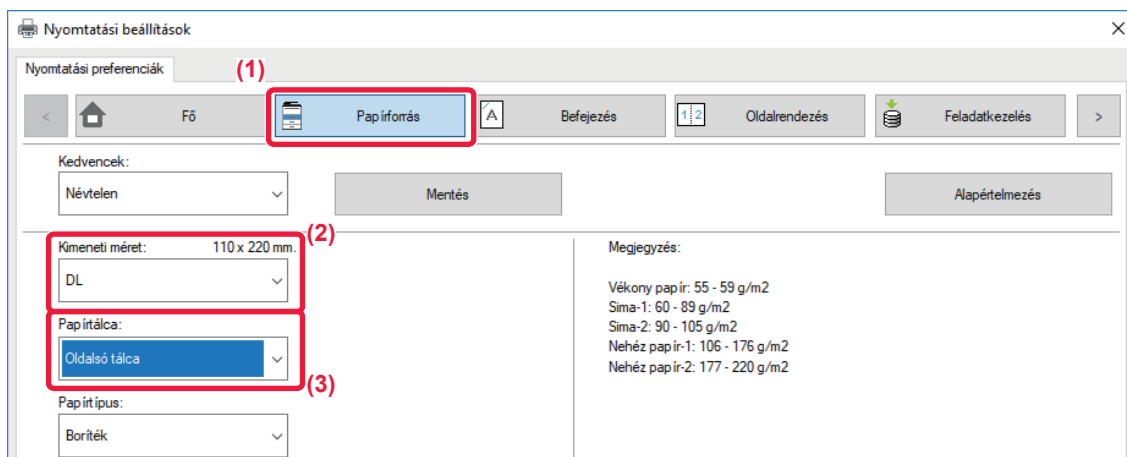 Nyomtatási beállítások
Nyomtatási preferenciák
(1)
<
Fő
Papírforrás
A
Befejezés
1 2
Oldalrendezés
Feladatkezelés
>
Kedvencek:
Névtelen
Mentés
Alapértelmezés
Kimeneti méret: 110 x 220 mm.
(2)
DL
Papírtálca:
Oldalsó tálca
(3)
Papírtípus:
Boríték
Megjegyzés:
Vékony papír: 55 - 59 g/m2
Sima-1: 60 - 89 g/m2
Sima-2: 90 - 105 g/m2
Nehéz papír-1: 106 - 176 g/m2
Nehéz papír-2: 177 - 220 g/m2